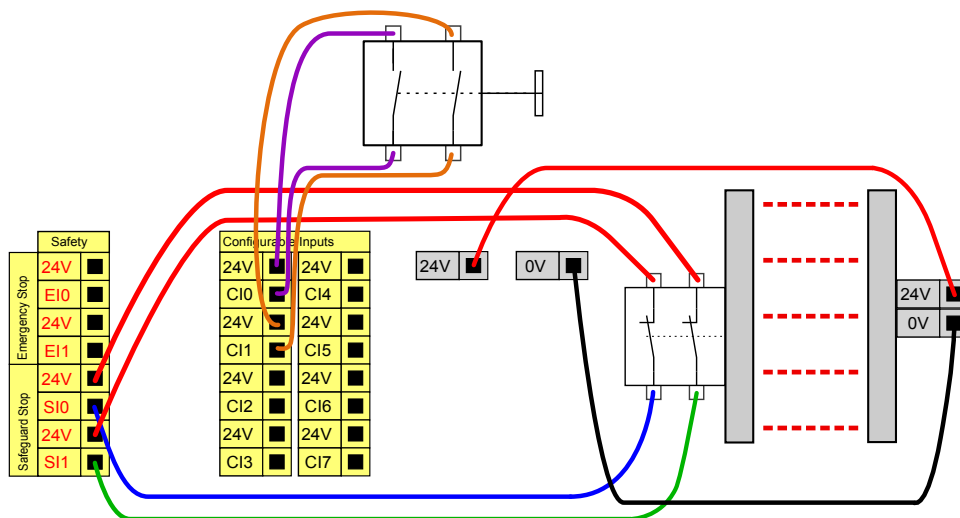 Safety
Emergency Stop
24V
EI0
24V
EI1
Safeguard Stop
24V
SI0
24V
SI1
Configurable Inputs
24V 24V
CI0 CI4
24V 24V
CI1 CI5
24V 24V
CI2 CI6
24V 24V
CI3 CI7
24V
0V
24V
0V